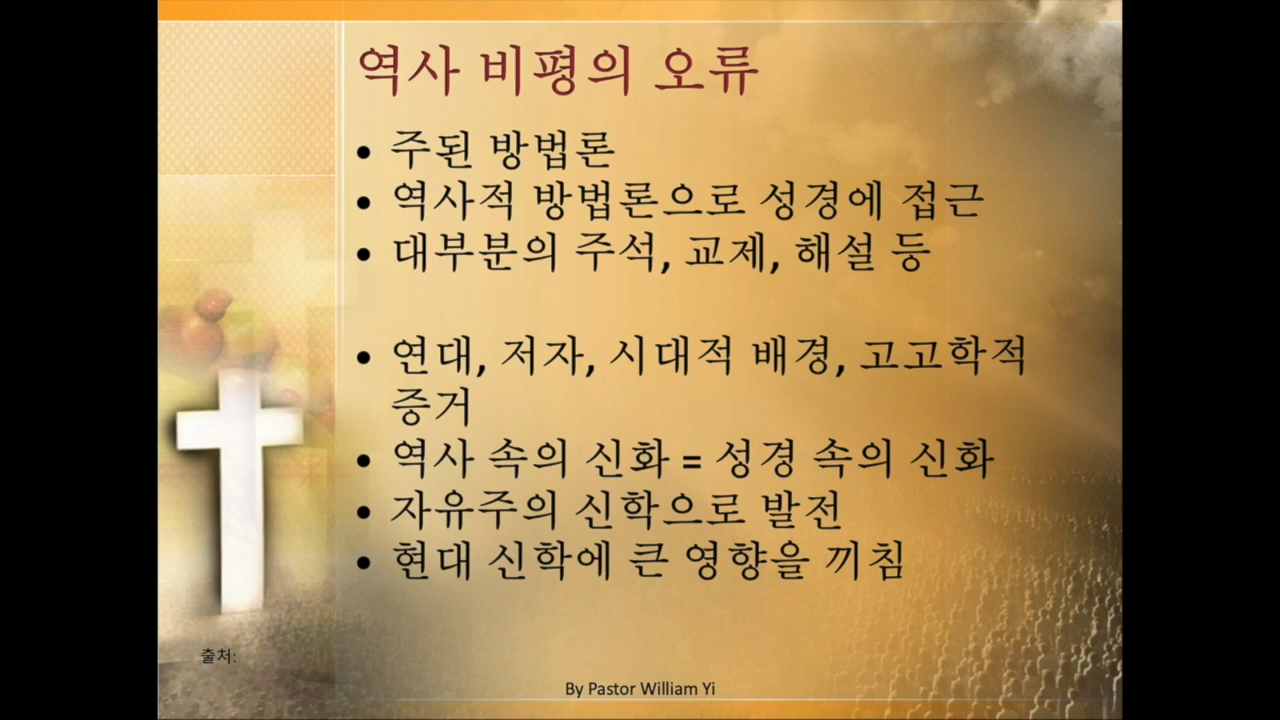 역사 비평의 오류
• 주된 방법론
• 역사적 방법론으로 성경에 접근
• 대부분의 주석, 교제, 해설 등
• 연대, 저자, 시대적 배경, 고고학적
증거
• 역사 속의 신화 = 성경 속의 신화
• 자유주의 신학으로 발전
• 현대 신학에 큰 영향을 끼침
출처:
By Pastor William Yi